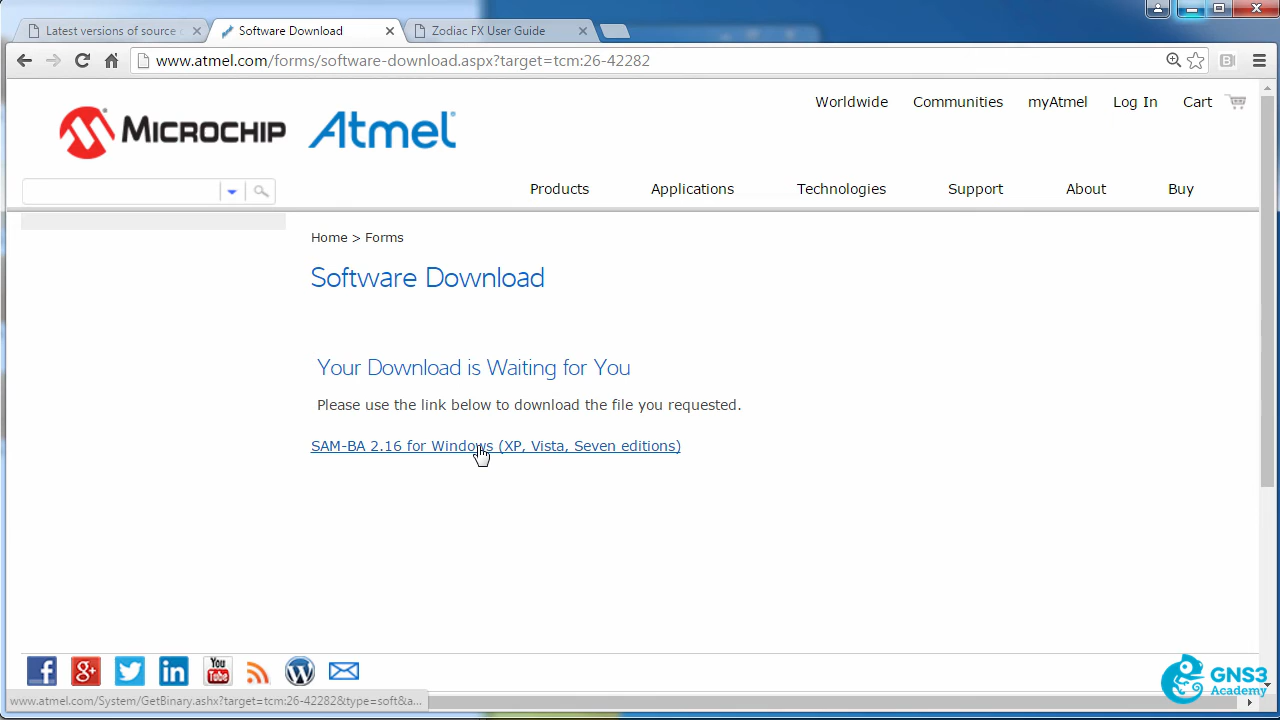 Latest versions of source
Software Download
Zodiac FX User Guide
www.atmel.com/forms/software-download.aspx?target=tcm:26-42282
Worldwide
Communities
myAtmel
Log In
Cart
MICROCHIP
Atmel
Products
Applications
Technologies
Support
About
Buy
Home > Forms
Software Download
Your Download is Waiting for You
Please use the link below to download the file you requested.
SAM-BA 2.16 for Windows (XP, Vista, Seven editions)
f
g+
in
You
Tube
W
GNS3
Academy
www.atmel.com/System/GetBinary.ashx?target=tcm:26-42282&type=soft&a...